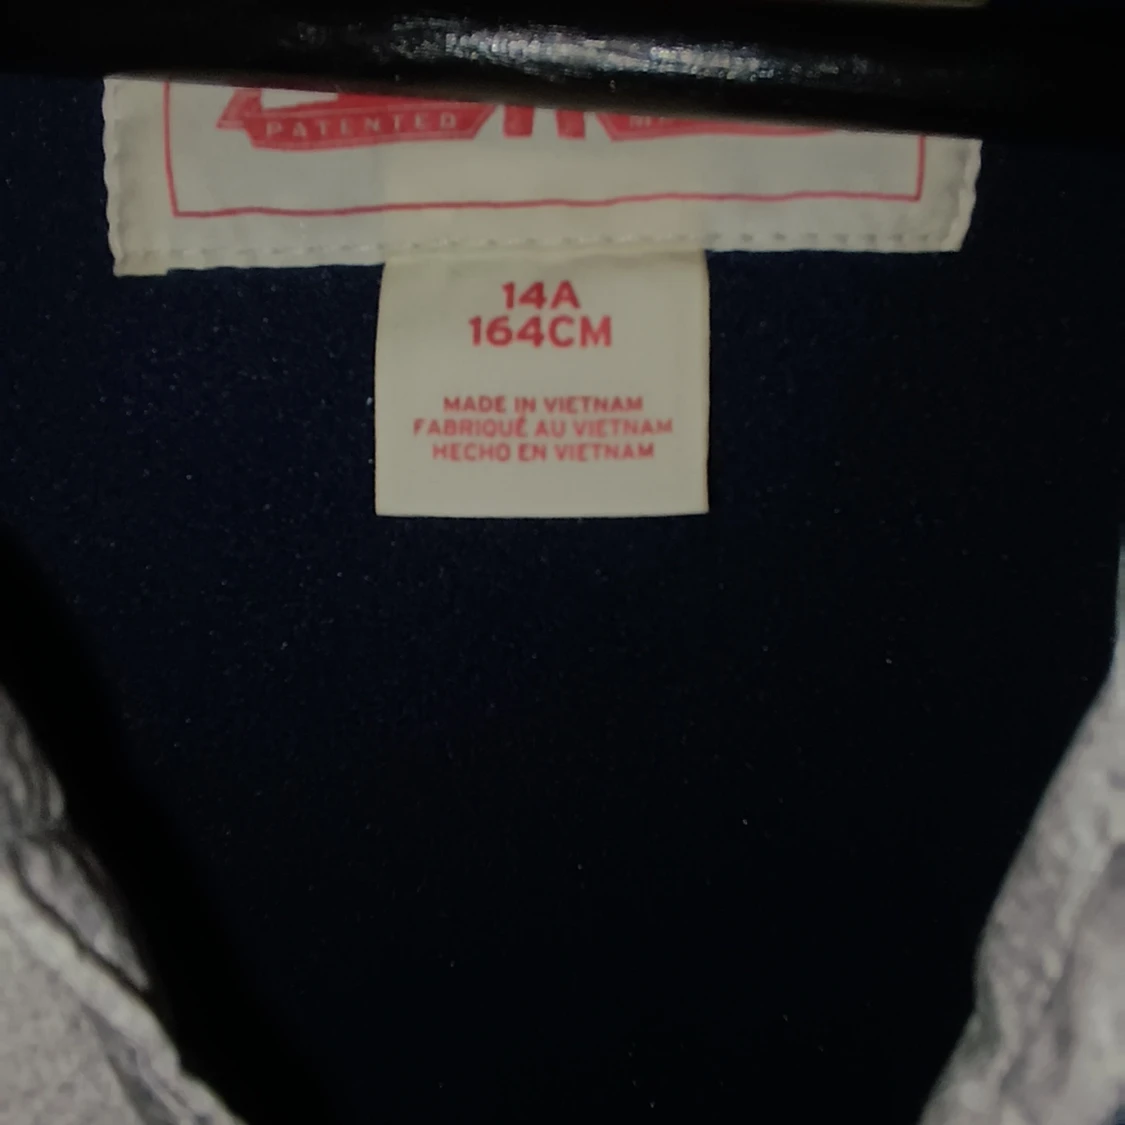 PATENTED
14A
164CM
MADE IN VIETNAM
FABRIQUÉ AU VIETNAM
HECHO EN VIETNAM